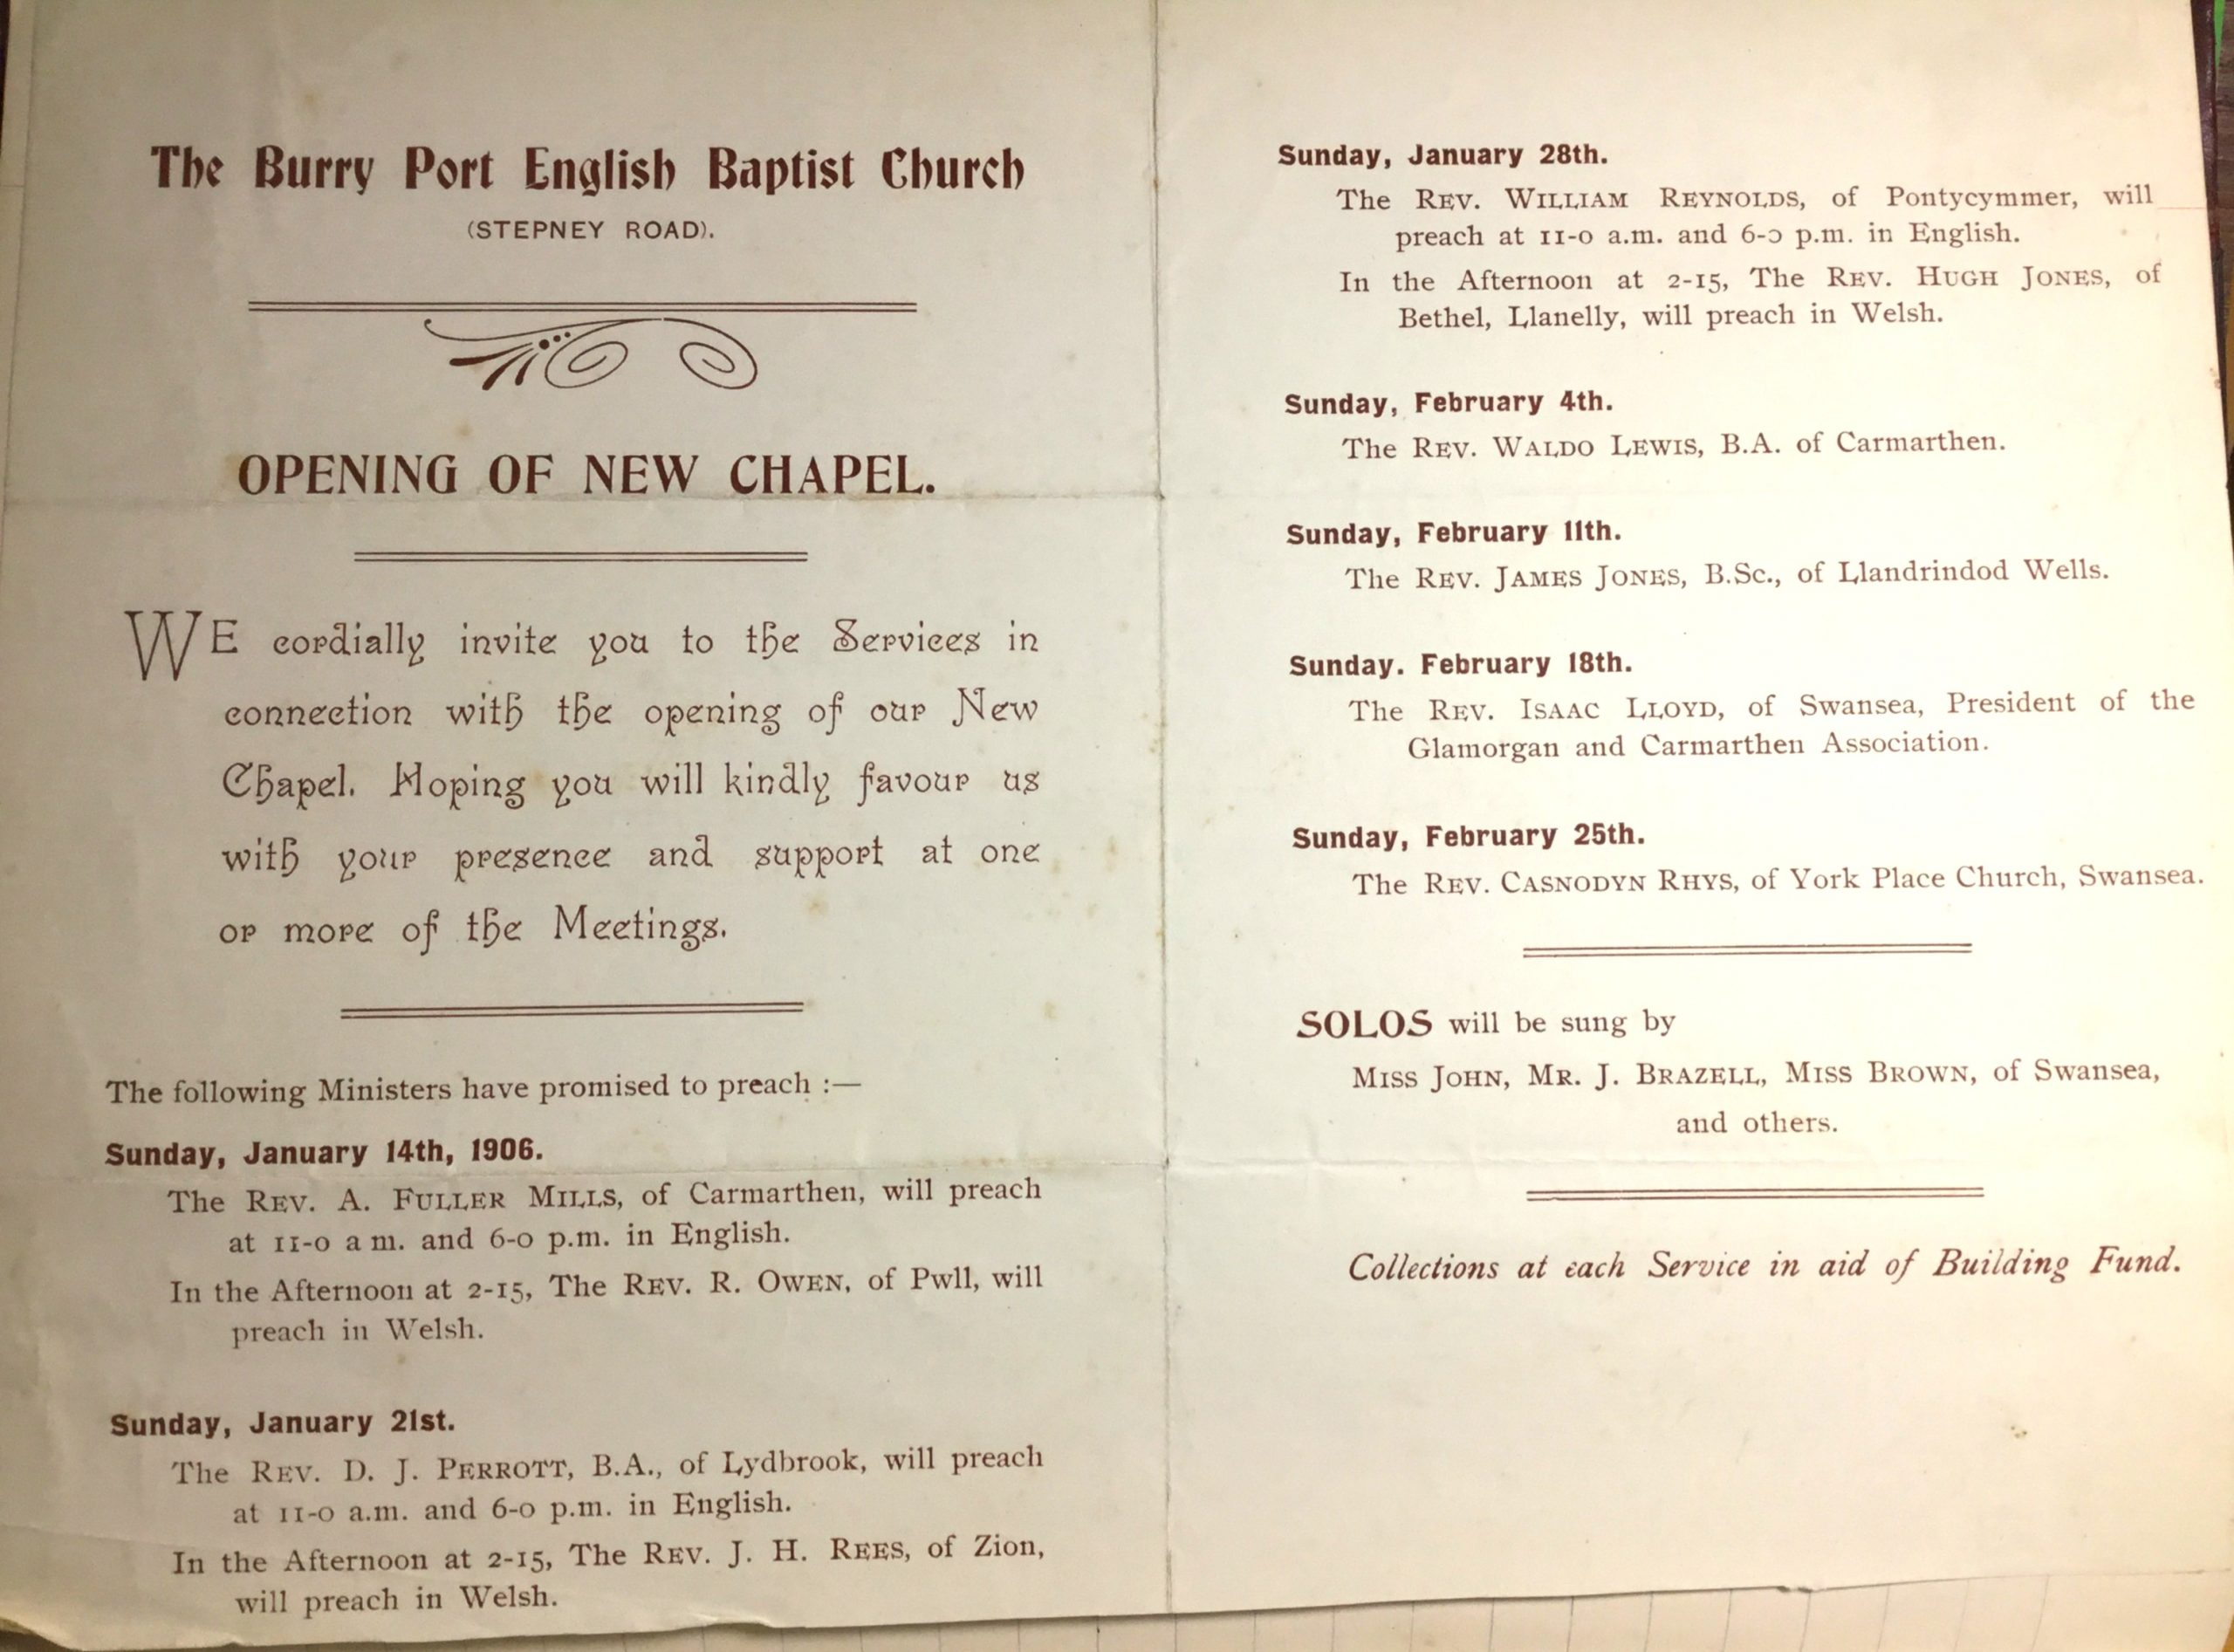 The Burry Port English Baptist Church
(STEPNEY ROAD).
OPENING OF NEW CHAPEL.
WE cordially invite you to the Services in
connection with the opening of our New
Chapel. Hoping you will kindly favour us
with your presence and support at one
or more of the Meetings.
The following Ministers have promised to preach :—
Sunday, January 14th, 1906.
The REV. A. FULLER MILLS, of Carmarthen, will preach
at 11-0 a m. and 6-0 p.m. in English.
In the Afternoon at 2-15, The REV. R. OWEN, of Pwll, will
preach in Welsh.
Sunday, January 21st.
The REV. D. J. PERROTT, B.A., of Lydbrook, will preach
at 11-0 a.m. and 6-0 p.m. in English.
In the Afternoon at 2-15, The REV. J. H. REES, of Zion,
will preach in Welsh.
Sunday, January 28th.
The REV. WILLIAM REYNOLDS, of Pontycymmer, will
preach at 11-0 a.m. and 6-0 p.m. in English.
In the Afternoon at 2-15, The REV. HUGH JONES, of
Bethel, Llanelly, will preach in Welsh.
Sunday, February 4th.
The REV. WALDO LEWIS, B.A. of Carmarthen.
Sunday, February 11th.
The REV. JAMES JONES, B.Sc., of Llandrindod Wells.
Sunday. February 18th.
The REV. ISAAC LLOYD, of Swansea, President of the
Glamorgan and Carmarthen Association.
Sunday, February 25th.
The REV. CASNODYN RHYS, of York Place Church, Swansea.
SOLOS will be sung by
MISS JOHN, MR. J. BRAZELL, MISS BROWN, of Swansea,
and others.
Collections at each Service in aid of Building Fund.